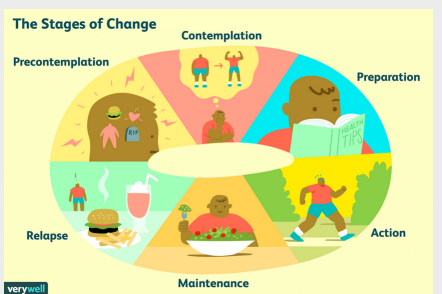 The Stages of Change
Contemplation
Precontemplation
Preparation
RIP
HEALTH
TIPS
Relapse
Action
Maintenance
verywell